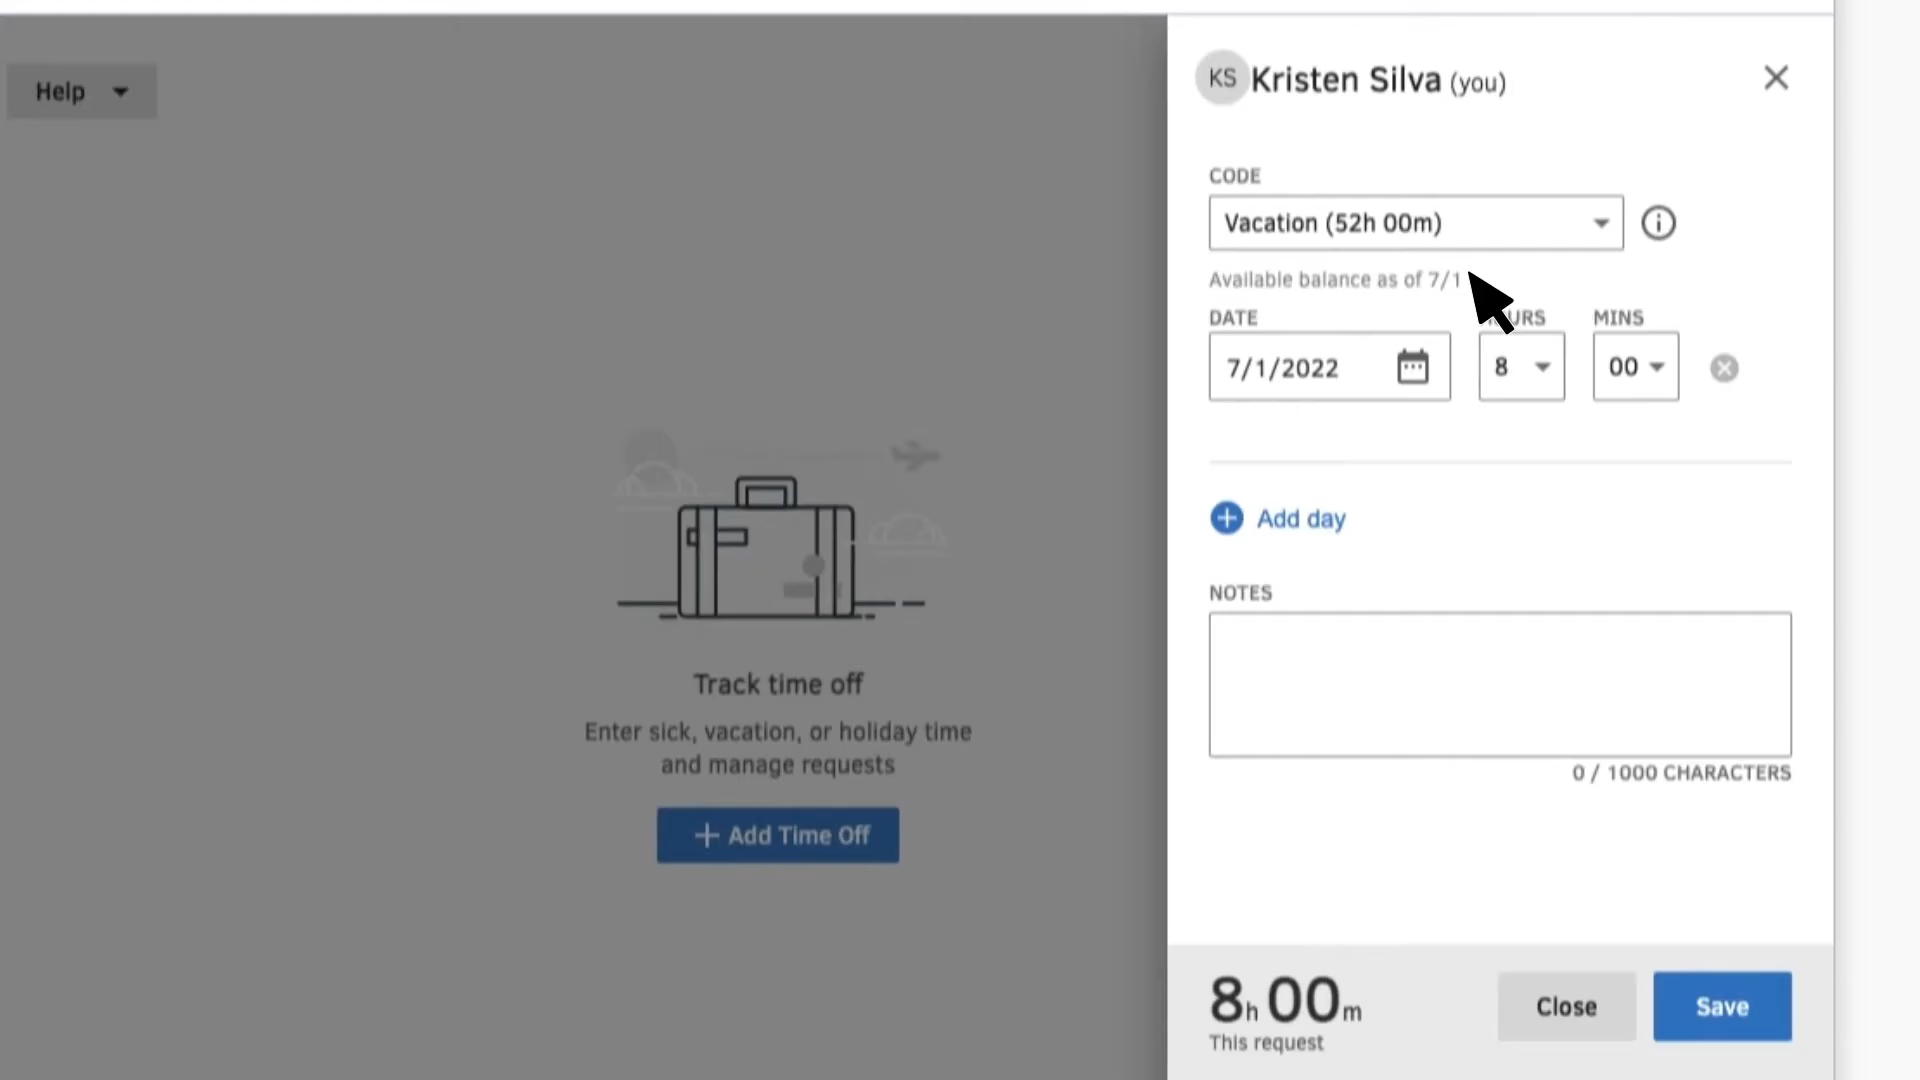 Help
KS Kristen Silva (you)
CODE
Vacation (52h 00m)
Available balance as of 7/1
DATE MINS
7/1/2022 8 00
Add day
NOTES
0 / 1000 CHARACTERS
Track time off
Enter sick, vacation, or holiday time
and manage requests
Add Time Off
8h 00m
This request
Close Save